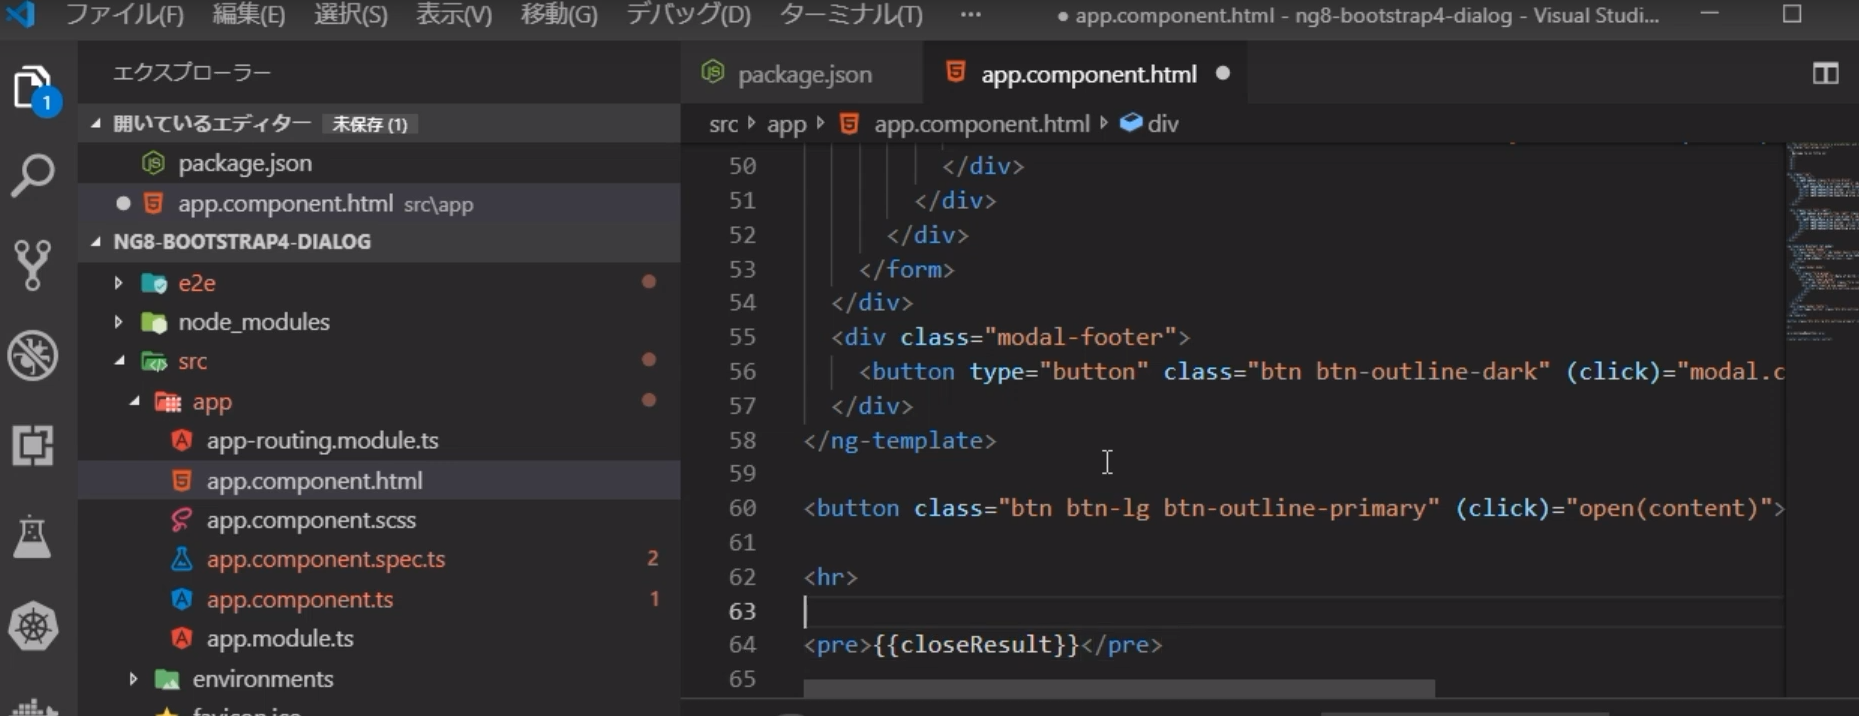 ファイル(F) 編集(E) 選択(S) 表示(V) 移動(G) デバッグ(D) ターミナル(T) ··· ● app.component.html - ng8-bootstrap4-dialog - Visual Studi...
エクスプローラー
1
開いているエディター 未保存 (1)
package.json
app.component.html src\app
NG8-BOOTSTRAP4-DIALOG
e2e
node_modules
src
app
app-routing.module.ts
app.component.html
app.component.scss
app.component.spec.ts 2
app.component.ts 1
app.module.ts
environments
favicon.ico
package.json app.component.html
src app app.component.html div
50 </div>
51 </div>
52 </div>
53 </form>
54 </div>
55 <div class="modal-footer">
56 <button type="button" class="btn btn-outline-dark" (click)="modal.c
57 </div>
58 </ng-template>
59
60 <button class="btn btn-lg btn-outline-primary" (click)="open(content)">
61
62 <hr>
63
64 <pre>{{closeResult}}</pre>
65